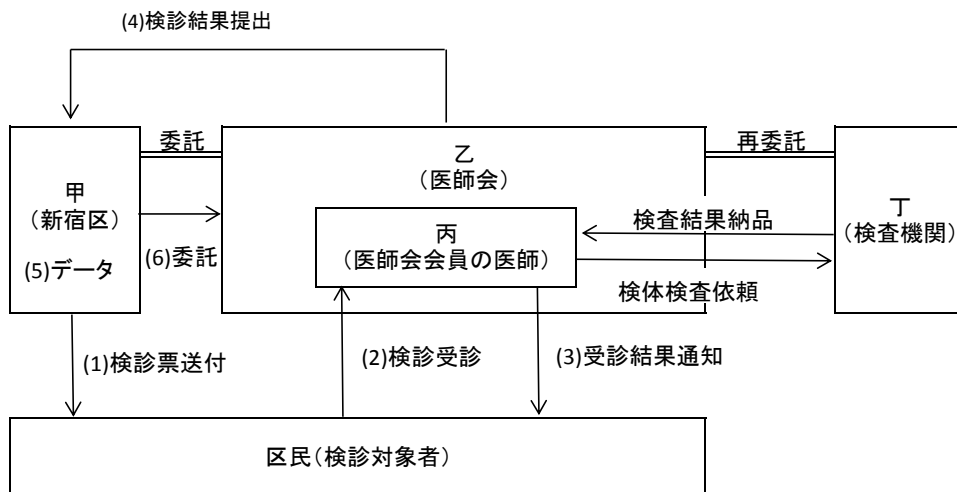 (4)検診結果提出
委託
再委託
乙
(医師会)
甲
(新宿区)
(5)データ
(6)委託
丙
(医師会会員の医師)
検査結果納品
検体検査依頼
丁
(検査機関)
(1)検診票送付
(2)検診受診
(3)受診結果通知
区民(検診対象者)